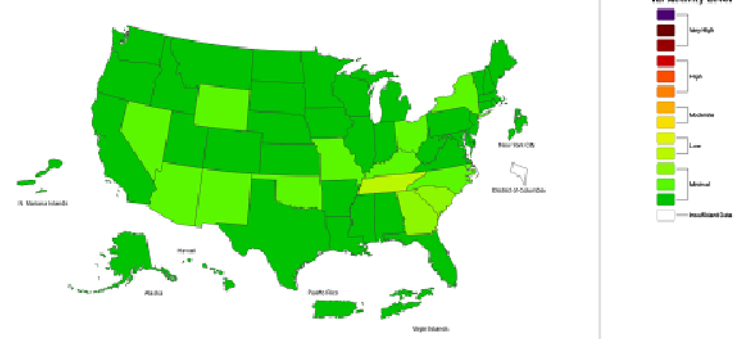 Very High
High
Moderate
Low
Minimal
Insufficient Data
New York City
District of Columbia
N. Mariana Islands
Hawaii
Alaska
Puerto Rico
Virgin Islands